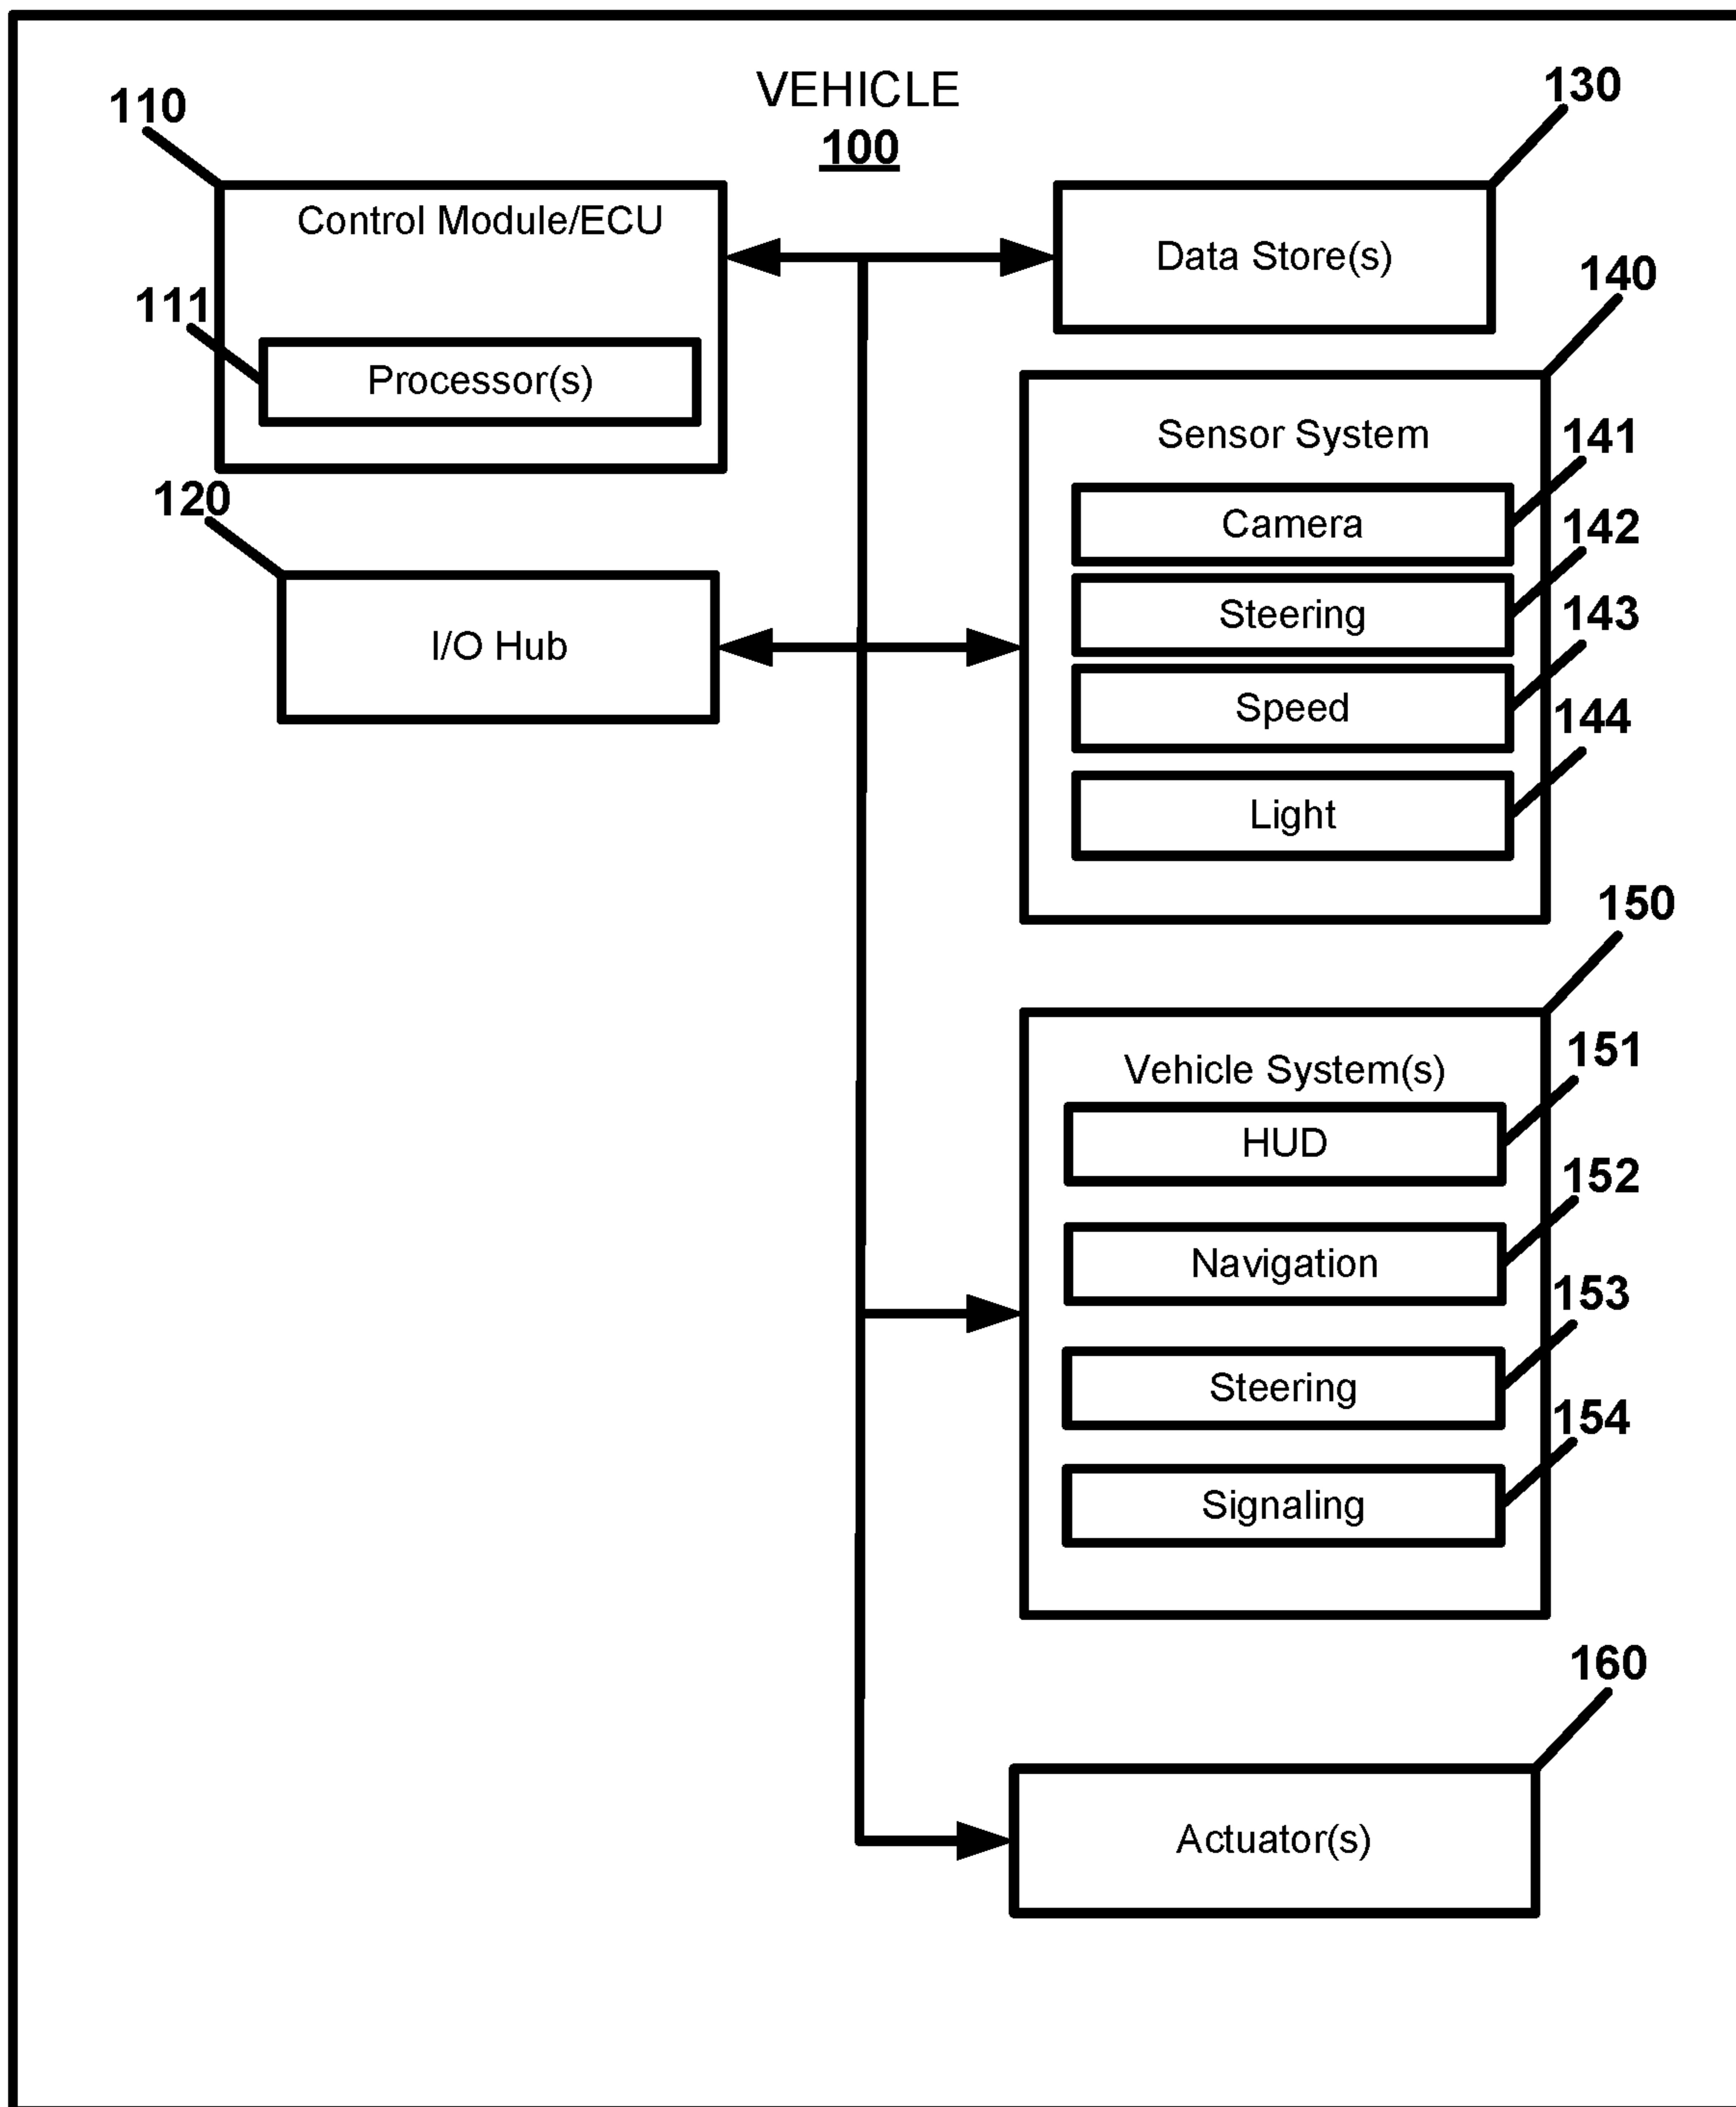 VEHICLE
100
110
Control Module/ECU
111
Processor(s)
120
I/O Hub
130
Data Store(s)
140
Sensor System
141
Camera
142
Steering
143
Speed
144
Light
150
Vehicle System(s)
151
HUD
152
Navigation
153
Steering
154
Signaling
160
Actuator(s)